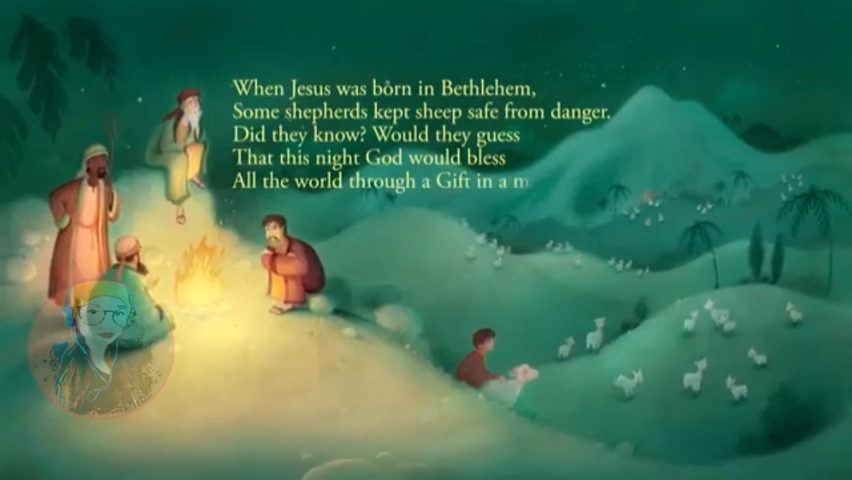 When Jesus was born in Bethlehem,
Some shepherds kept sheep safe from danger.
Did they know? Would they guess
That this night God would bless
All the world through a Gift in a m